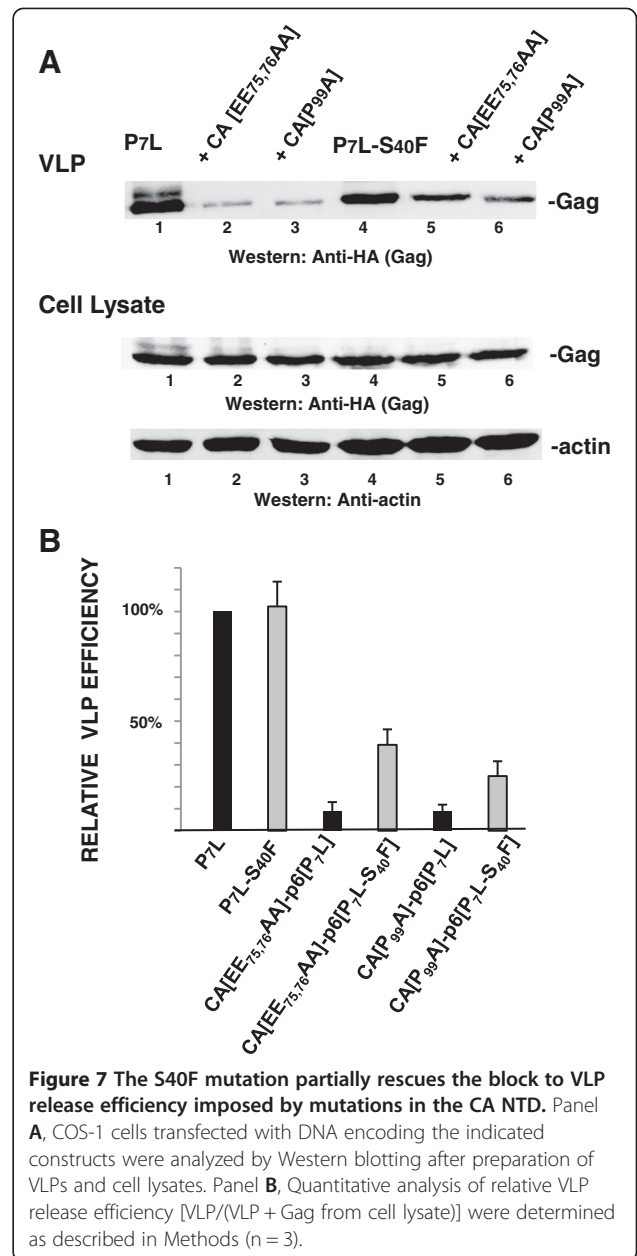 A
+ CA [EE75,76AA]
+ CA[P99A]
+ CA[EE75,76AA]
+ CA[P99A]
P7L
P7L-S40F
VLP
-Gag
1 2 3 4 5 6
Western: Anti-HA (Gag)
Cell Lysate
-Gag
1 2 3 4 5 6
Western: Anti-HA (Gag)
-actin
1 2 3 4 5 6
Western: Anti-actin
B
RELATIVE VLP EFFICIENCY
100%
50%
P7L
P7L-S40F
CA[EE75,76AA]-p6[P7L]
CA[EE75,76AA]-p6[P7L-S40F]
CA[P99A]-p6[P7L]
CA[P99A]-p6[P7L-S40F]
Figure 7 The S40F mutation partially rescues the block to VLP
release efficiency imposed by mutations in the CA NTD. Panel
A, COS-1 cells transfected with DNA encoding the indicated
constructs were analyzed by Western blotting after preparation of
VLPs and cell lysates. Panel B, Quantitative analysis of relative VLP
release efficiency [VLP/(VLP + Gag from cell lysate)] were determined
as described in Methods (n = 3).